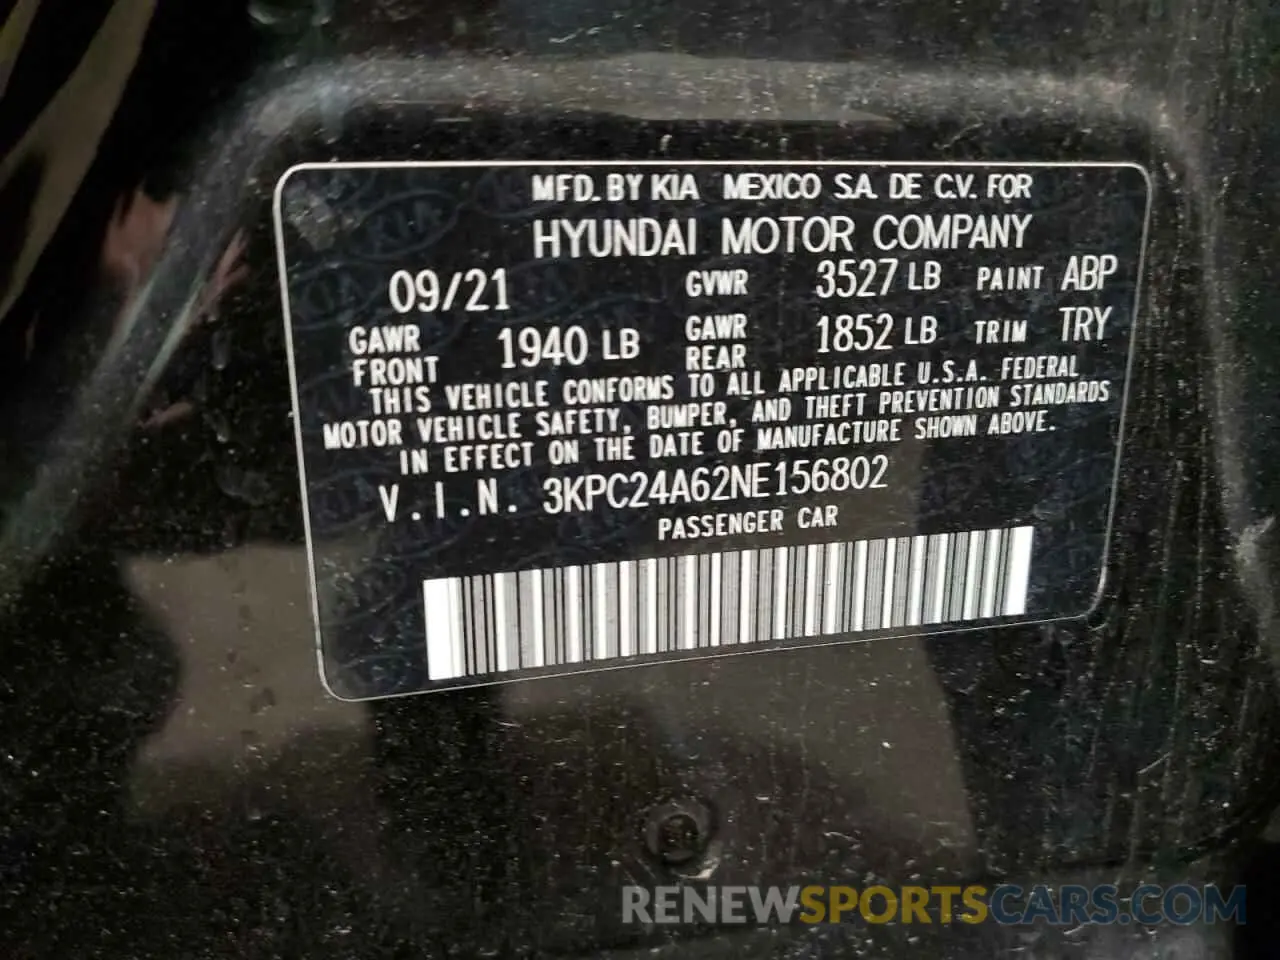 MFD. BY KIA MEXICO S.A. DE C.V. FOR
HYUNDAI MOTOR COMPANY
09/21 GVWR 3527 LB PAINT ABP
GAWR FRONT 1940 LB GAWR REAR 1852 LB TRIM TRY
THIS VEHICLE CONFORMS TO ALL APPLICABLE U.S.A. FEDERAL
MOTOR VEHICLE SAFETY, BUMPER, AND THEFT PREVENTION STANDARDS
IN EFFECT ON THE DATE OF MANUFACTURE SHOWN ABOVE.
V.I.N. 3KPC24A62NE156802
PASSENGER CAR
RENEWSPORTSCARS.COM